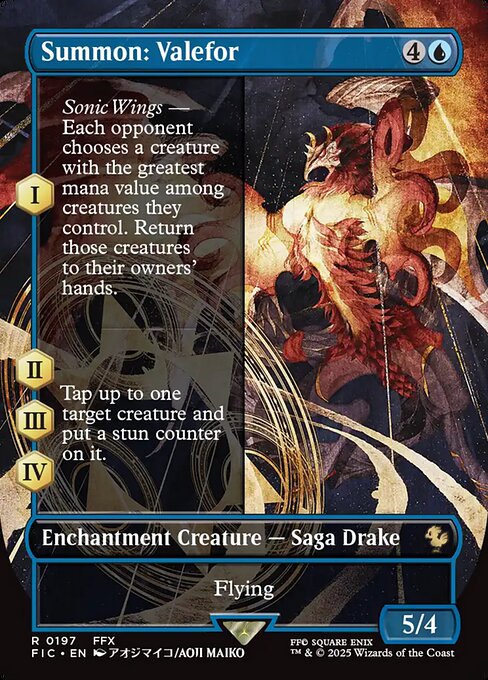 Summon: Valefor
4
I
Sonic Wings —
Each opponent
chooses a creature
with the greatest
mana value among
creatures they
control. Return
those creatures
to their owners'
hands.
II
III
IV
Tap up to one
target creature and
put a stun counter
on it.
Enchantment Creature — Saga Drake
Flying
5/4
R 0197 FFX
FIC • EN アオジマイコ/AOJI MAIKO
FF© SQUARE ENIX
™ & © 2025 Wizards of the Coast